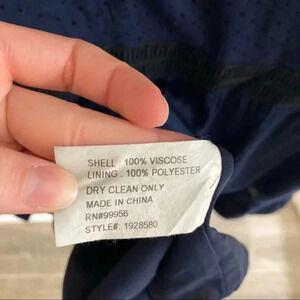 SHELL : 100% VISCOSE
LINING : 100% POLYESTER
DRY CLEAN ONLY
MADE IN CHINA
RN#99956
STYLE#: 1928580